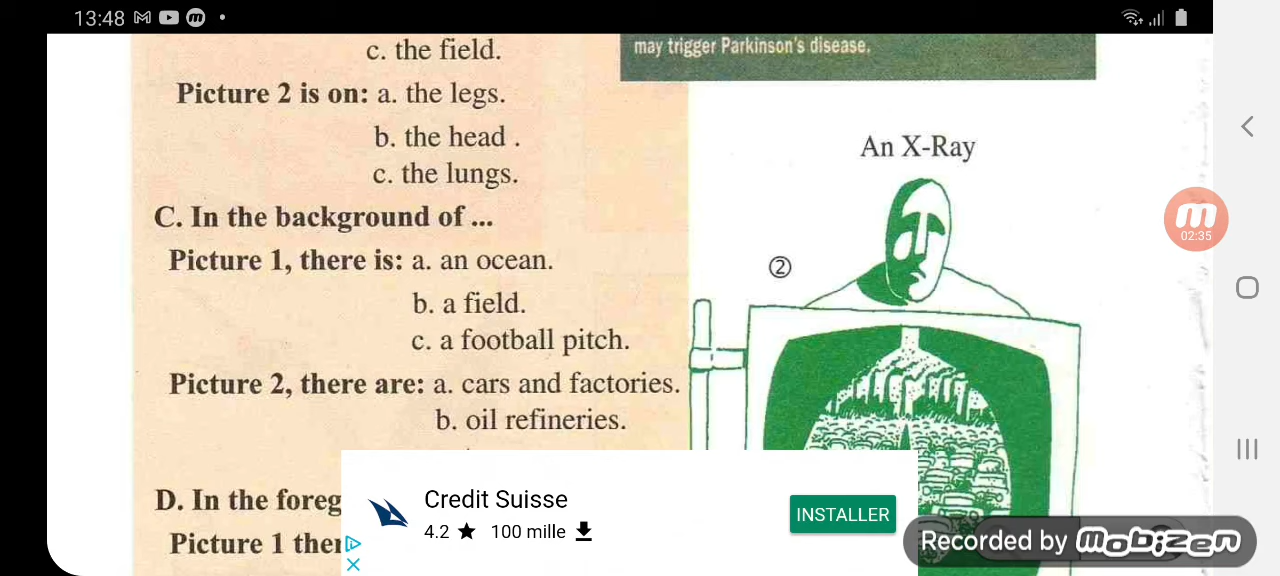 13:48
c. the field.
may trigger Parkinson's disease.
Picture 2 is on: a. the legs.
b. the head .
c. the lungs.
An X-Ray
C. In the background of ...
Picture 1, there is: a. an ocean.
b. a field.
c. a football pitch.
②
Picture 2, there are: a. cars and factories.
b. oil refineries.
D. In the foreg
Picture 1 ther
Credit Suisse
4.2 ★ 100 mille
INSTALLER
02:35
Recorded by mobizen